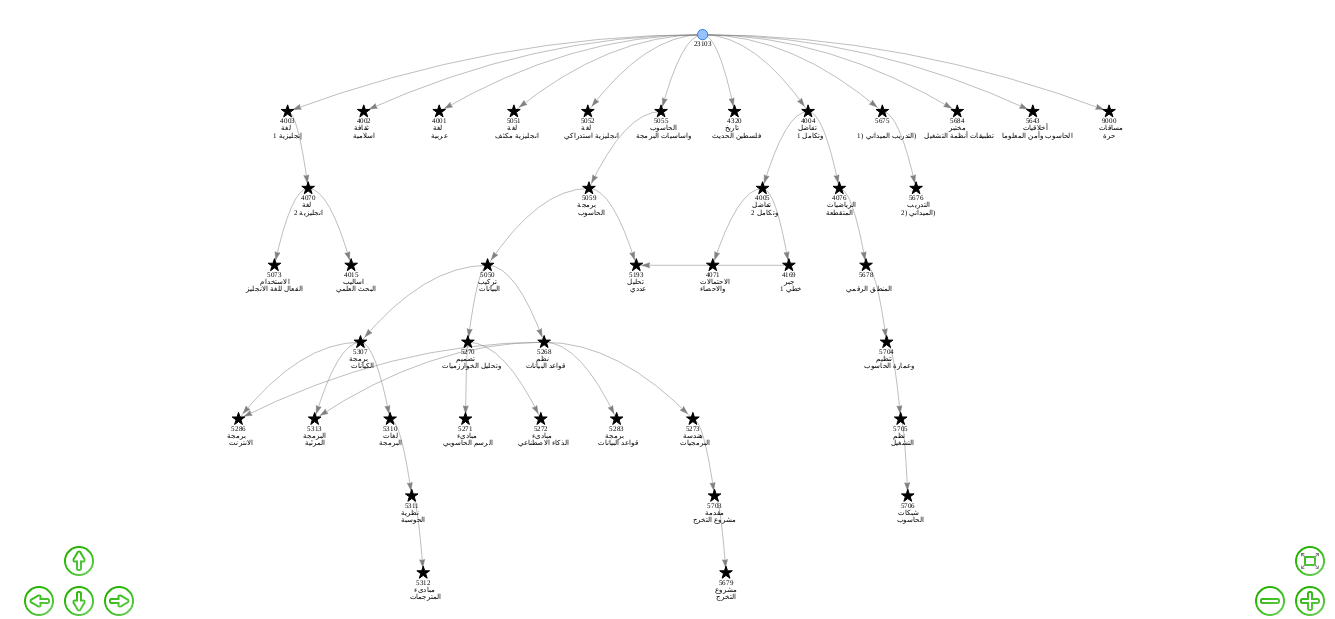 23103
4003
لغة
إنجليزية 1
4002
ثقافة
اسلامية
4001
لغة
عربية
5051
لغة
انجليزية مكثف
5052
لغة
انجليزية استدراكي
5055
الحاسوب
واساسيات البرمجة
4320
تاريخ
فلسطين الحديث
4004
تفاضل
وتكامل 1
5675
(التدريب الميداني (1
5684
مختبر
تطبيقات أنظمة التشغيل
5643
أخلاقيات
الحاسوب وأمن المعلوما
9000
مساقات
حرة
4070
لغة
انجليزية 2
5059
برمجة
الحاسوب
4005
تفاضل
وتكامل 2
4076
الرياضيات
المتقطعة
5676
التدريب
(الميداني (2
5073
الاستخدام
الفعال للغة الانجليز
4015
اساليب
البحث العلمي
5050
تركيب
البيانات
5193
تحليل
عددي
4071
الاحتمالات
والاحصاء
4169
جبر
خطي 1
5678
المنطق الرقمي
5307
برمجة
الكيانات
5270
تصميم
وتحليل الخوارزميات
5268
نظم
قواعد البيانات
5704
تنظيم
وعمارة الحاسوب
5286
برمجة
الانترنت
5313
البرمجة
المرئية
5310
لغات
البرمجة
5271
مبادىء
الرسم الحاسوبي
5272
مبادىء
الذكاء الاصطناعي
5283
برمجة
قواعد البيانات
5273
هندسة
البرمجيات
5705
نظم
التشغيل
5311
نظرية
الحوسبة
5703
مقدمة
مشروع التخرج
5706
شبكات
الحاسوب
5312
مبادىء
المترجمات
5679
مشروع
التخرج